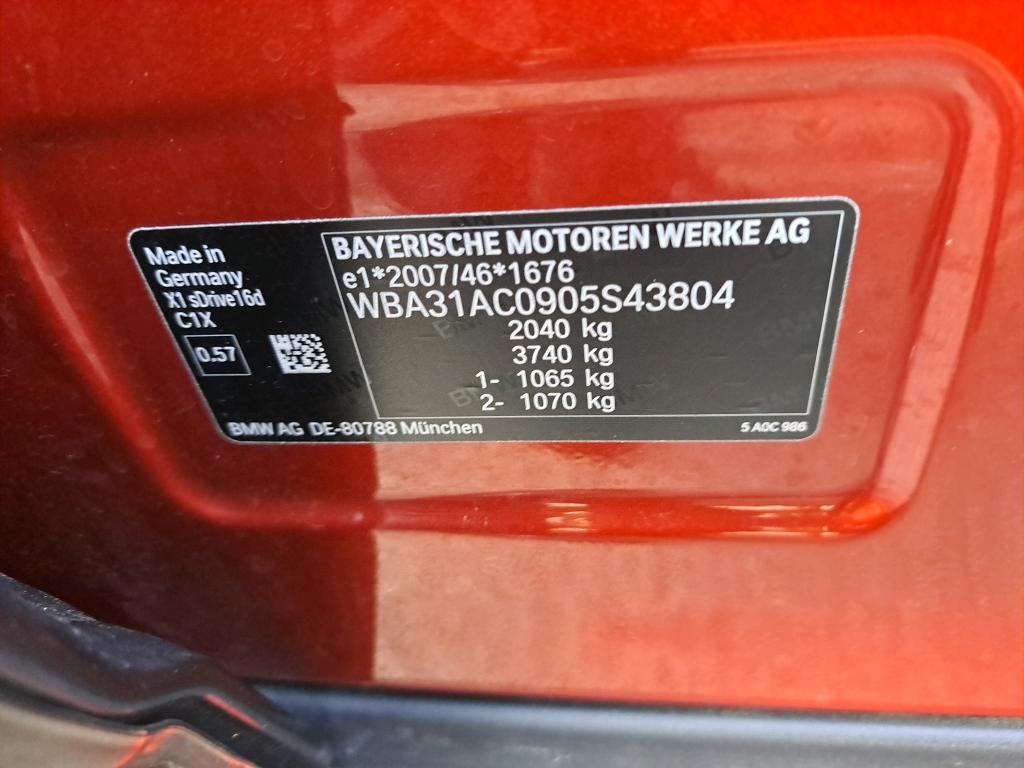 Made in
Germany
X1 sDrive16d
C1X
0.57
BAYERISCHE MOTOREN WERKE AG
e1*2007/46*1676
WBA31AC0905S43804
2040 kg
3740 kg
1- 1065 kg
2- 1070 kg
BMW AG DE-80788 München
5 A0C 986